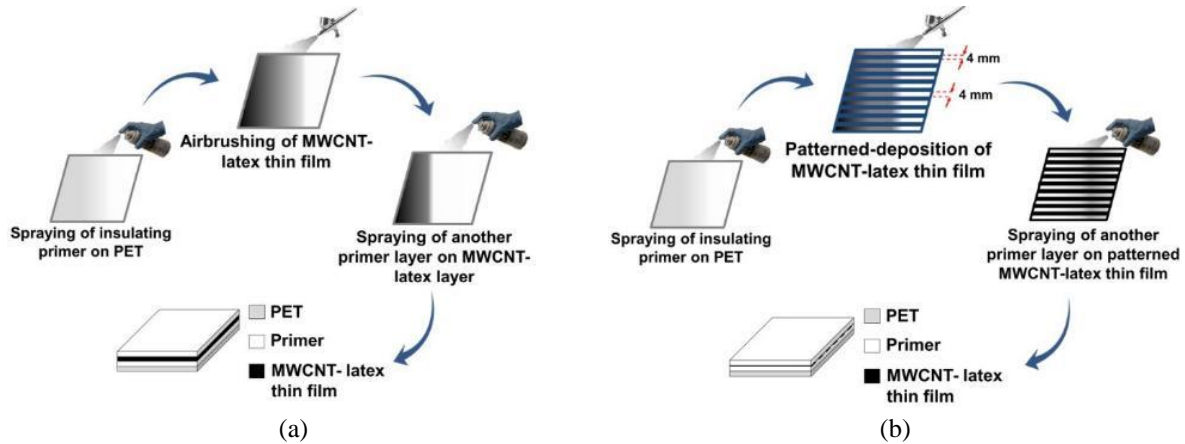 Airbrushing of MWCNT-
latex thin film
Spraying of insulating
primer on PET
Spraying of another
primer layer on MWCNT-
latex layer
PET
Primer
MWCNT- latex
thin film
(a)
4 mm
4 mm
Patterned-deposition of
MWCNT-latex thin film
Spraying of insulating
primer on PET
Spraying of another
primer layer on patterned
MWCNT-latex thin film
PET
Primer
MWCNT- latex
thin film
(b)